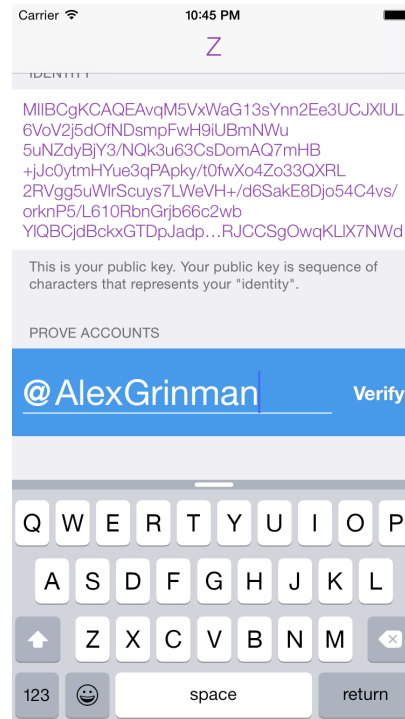 Carrier 10:45 PM
Z
IDENTITY
MIIBCgKCAQEAvqM5VxWaG13sYnn2Ee3UCJXlUL
6VoV2j5dOfNDsmpFwH9iUBmNWu
5uNZdyBjY3/NQk3u63CsDomAQ7mHB
+jJc0ytmHYue3qPApky/t0fwXo4Zo33QXRL
2RVgg5uWlrScuys7LWeVH+/d6SakE8Djo54C4vs/
orknP5/L610RbnGrjb66c2wb
YlQBCjdBckxGTDpJadp…RJCCSgOwqKLlX7NWd
This is your public key. Your public key is sequence of
characters that represents your "identity".
PROVE ACCOUNTS
@AlexGrinman Verify
Q W E R T Y U I O P
A S D F G H J K L
Z X C V B N M
123 space return